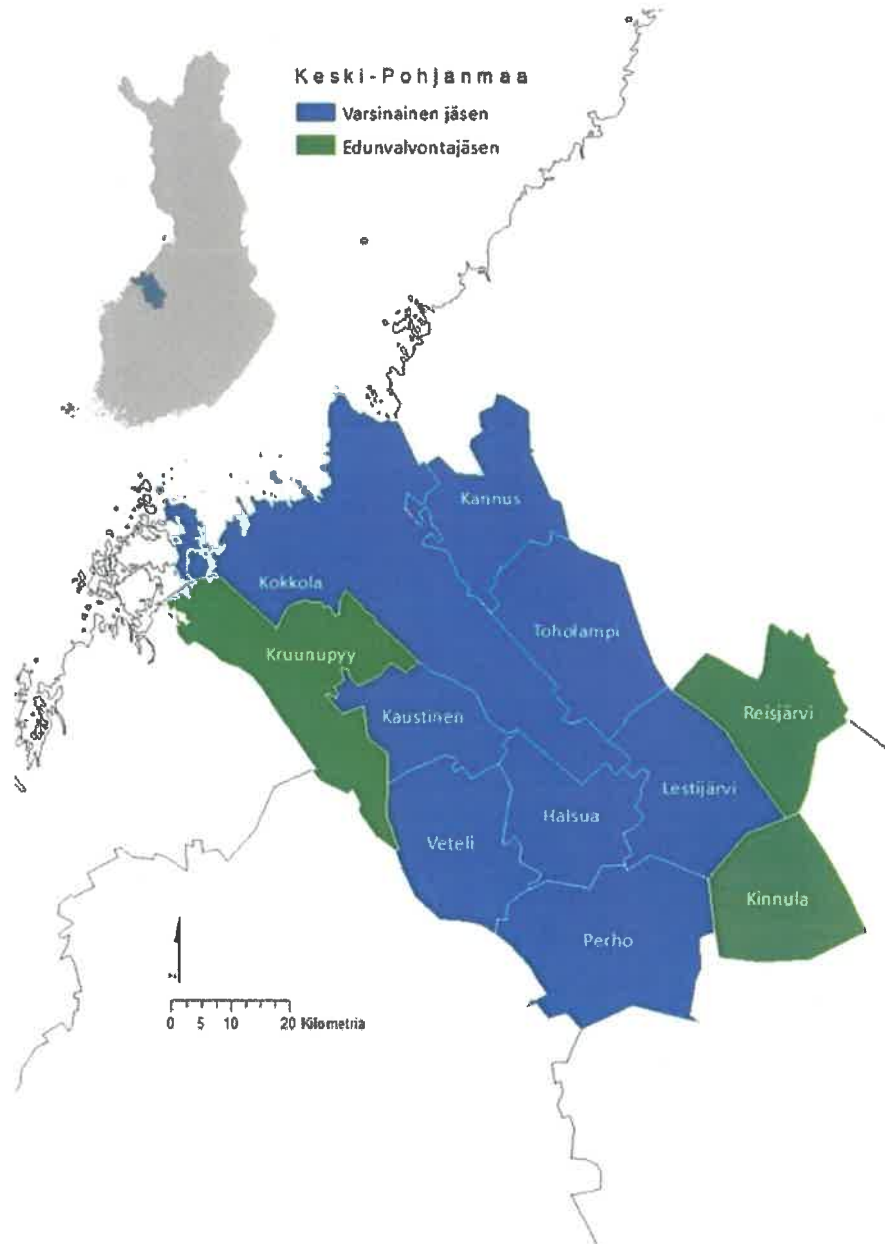 Keski-Pohjanmaa
Varsinainen jäsen
Edunvalvontajäsen
Kannus
Kokkola
Toholampi
Kruunupyy
Kaustinen
Reisjärvi
Lestijärvi
Halsua
Veteli
Kinnula
Perho
N
0 5 10 20 Kilometriä